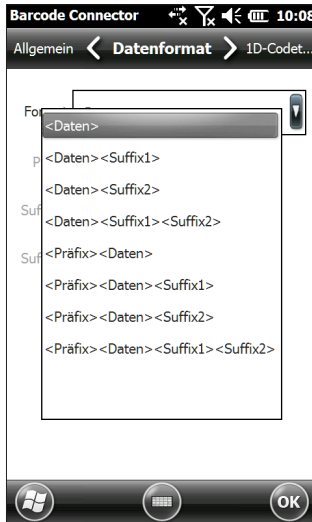 Barcode Connector 10:08
Allgemein Datenformat 1D-Codet...
<Daten>
<Daten><Suffix1>
<Daten><Suffix2>
<Daten><Suffix1><Suffix2>
<Präfix><Daten>
<Präfix><Daten><Suffix1>
<Präfix><Daten><Suffix2>
<Präfix><Daten><Suffix1><Suffix2>
OK